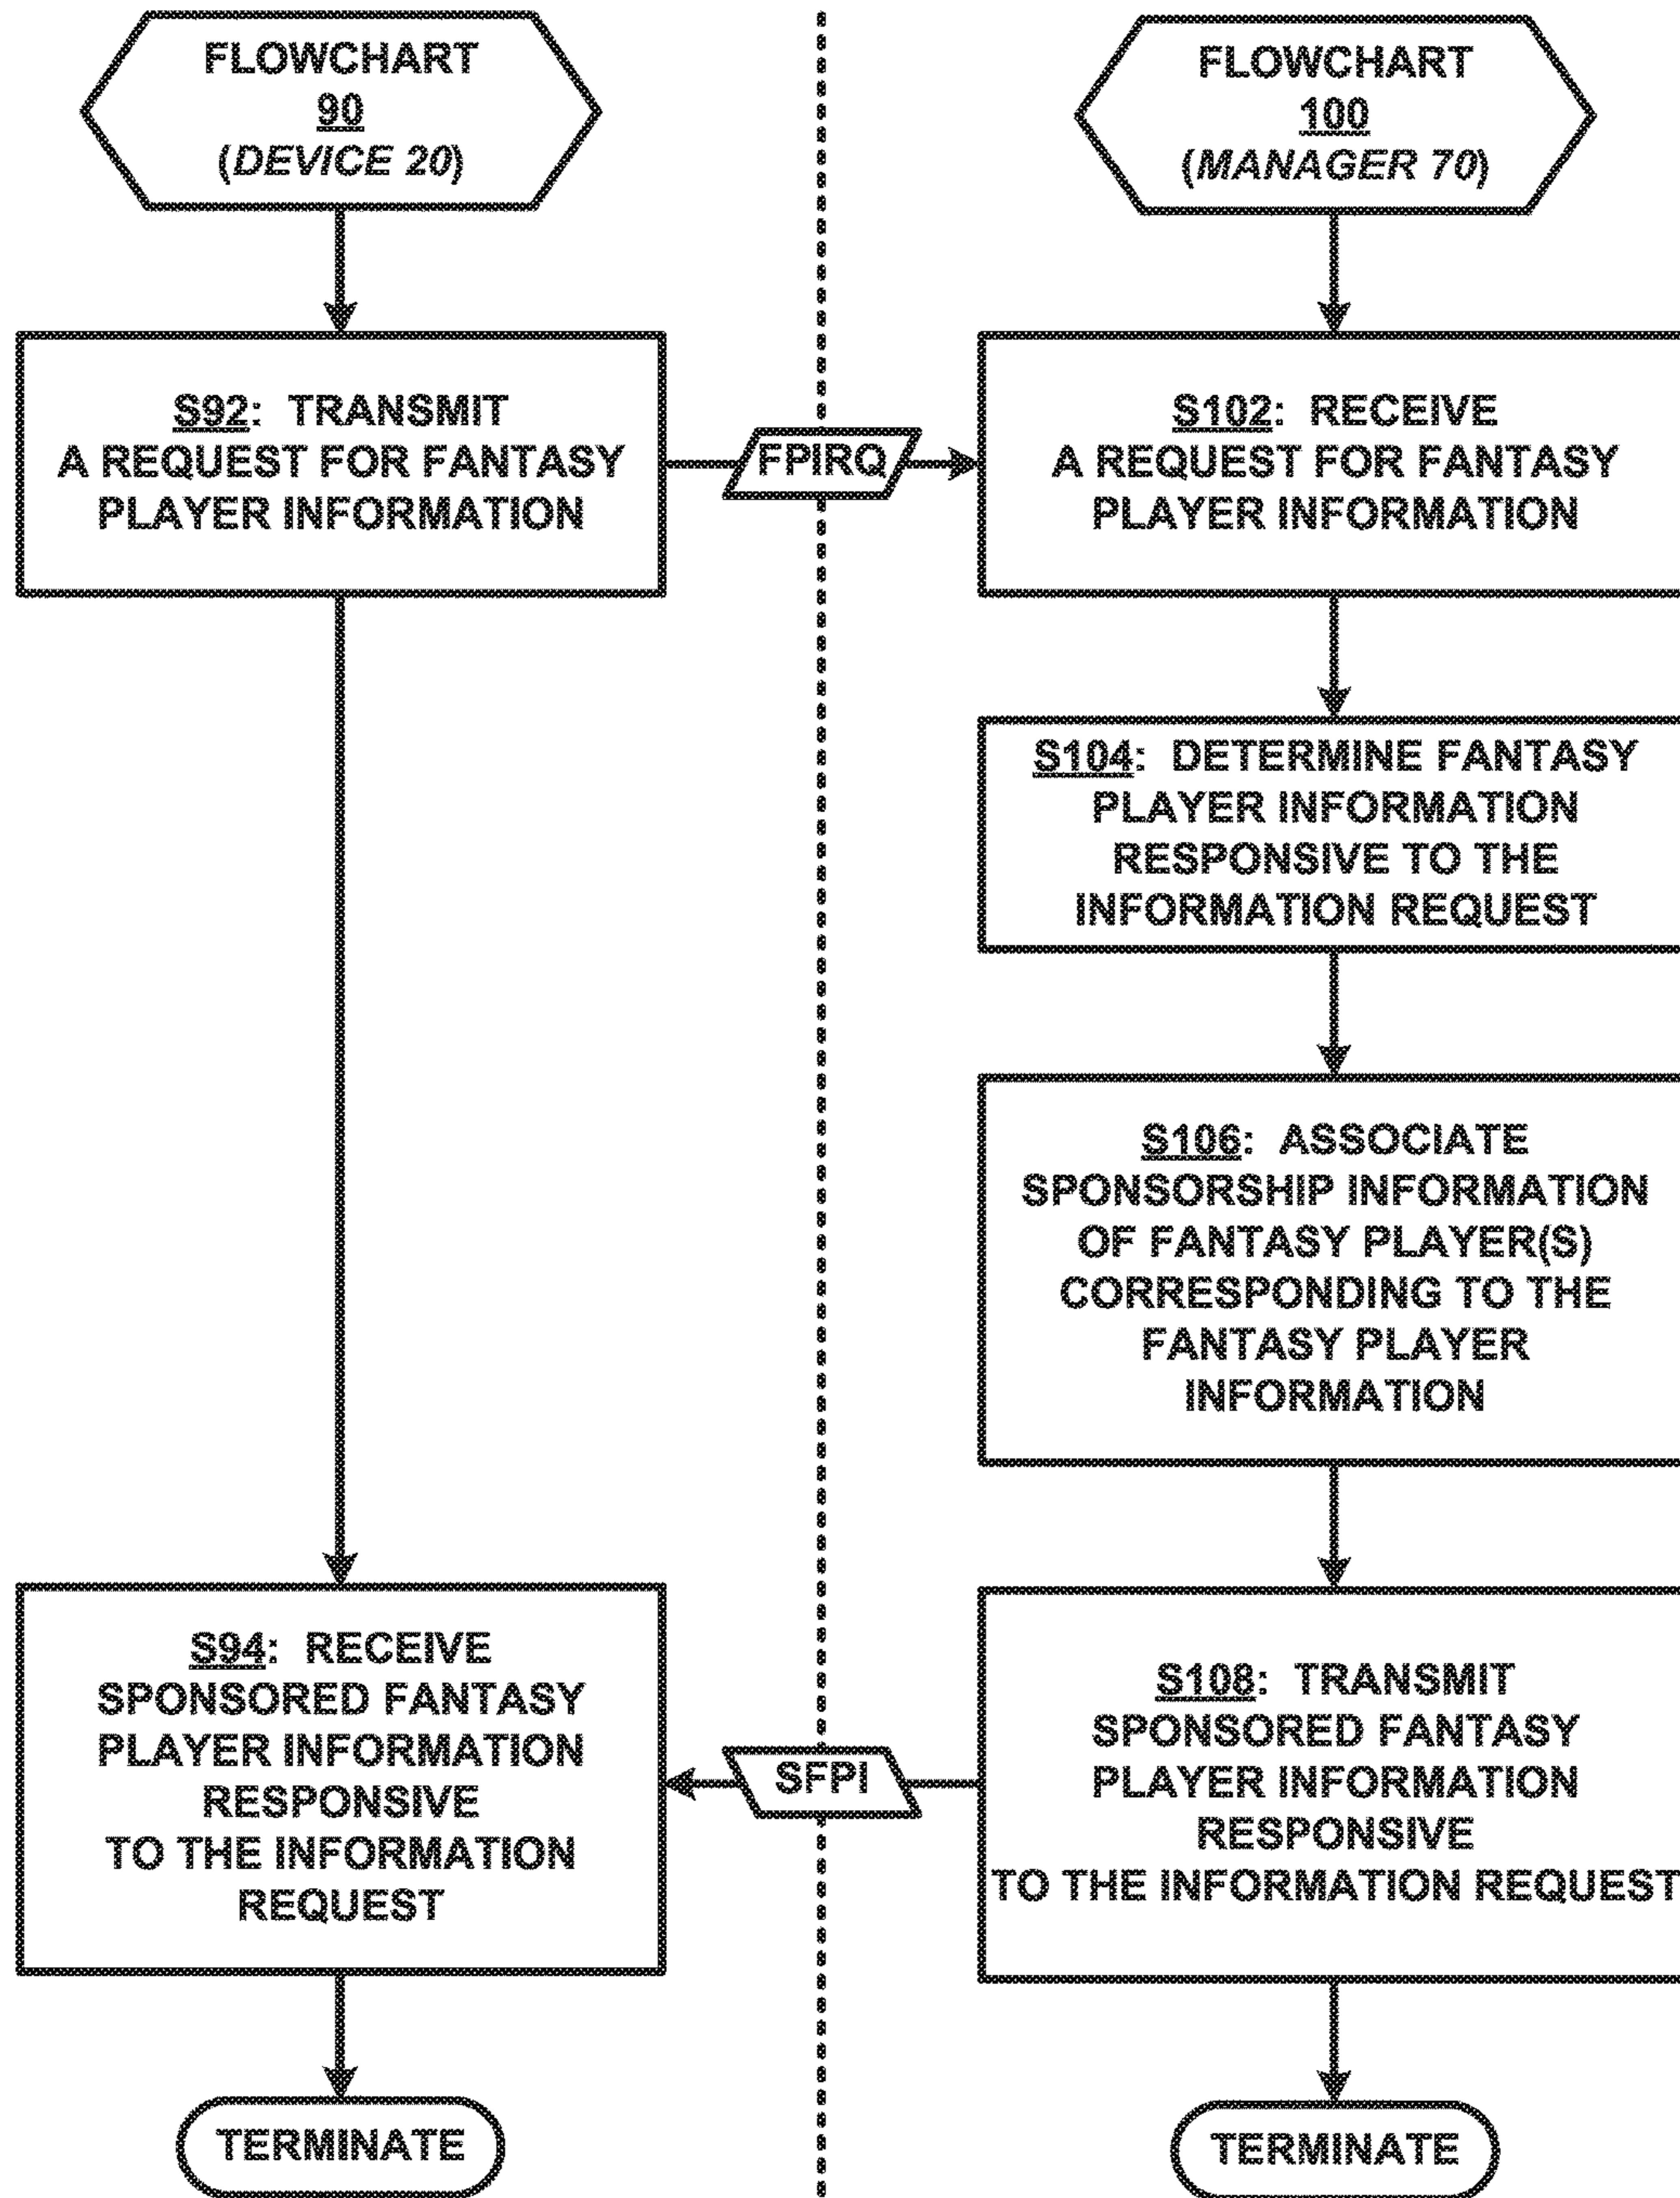 FLOWCHART
90
(DEVICE 20)
S92: TRANSMIT
A REQUEST FOR FANTASY
PLAYER INFORMATION
FPIRQ
S94: RECEIVE
SPONSORED FANTASY
PLAYER INFORMATION
RESPONSIVE
TO THE INFORMATION
REQUEST
SFPI
TERMINATE
FLOWCHART
100
(MANAGER 70)
S102: RECEIVE
A REQUEST FOR FANTASY
PLAYER INFORMATION
S104: DETERMINE FANTASY
PLAYER INFORMATION
RESPONSIVE TO THE
INFORMATION REQUEST
S106: ASSOCIATE
SPONSORSHIP INFORMATION
OF FANTASY PLAYER(S)
CORRESPONDING TO THE
FANTASY PLAYER
INFORMATION
S108: TRANSMIT
SPONSORED FANTASY
PLAYER INFORMATION
RESPONSIVE
TO THE INFORMATION REQUEST
TERMINATE